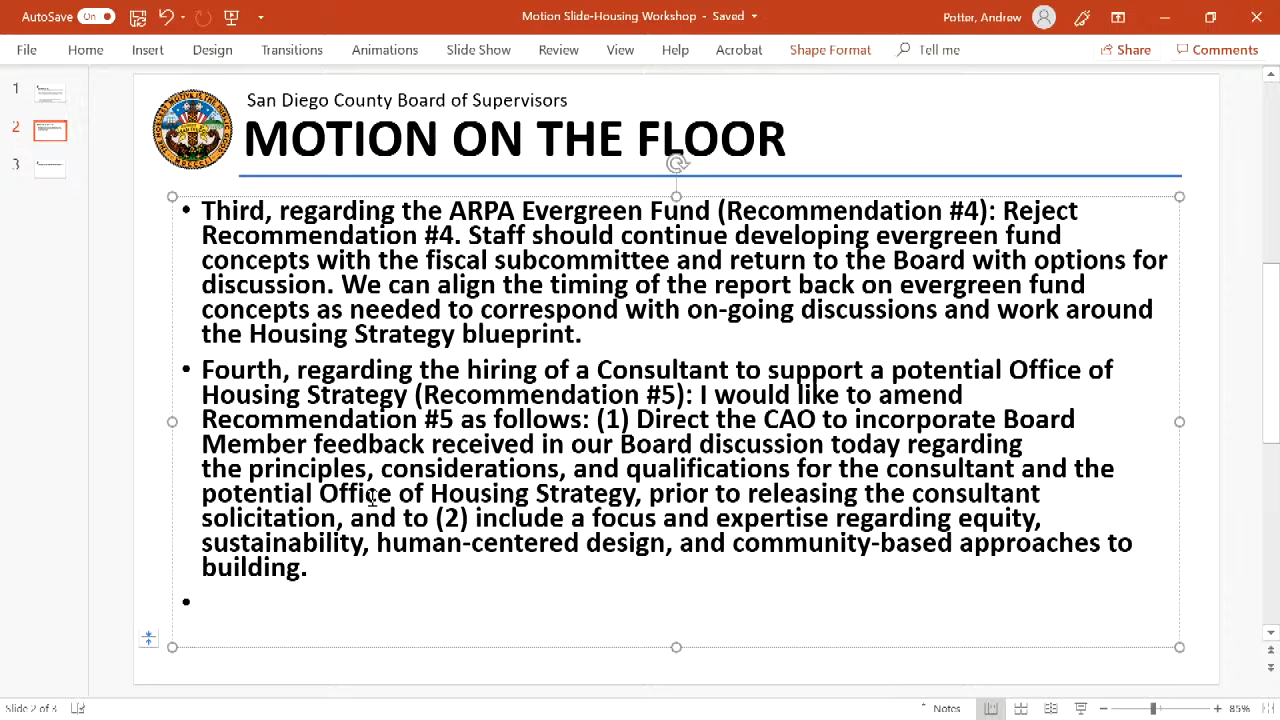 AutoSave On
Motion Slide-Housing Workshop - Saved
Potter, Andrew
File Home Insert Design Transitions Animations Slide Show Review View Help Acrobat Shape Format Tell me Share Comments
1
2
3
San Diego County Board of Supervisors
MOTION ON THE FLOOR
• Third, regarding the ARPA Evergreen Fund (Recommendation #4): Reject
Recommendation #4. Staff should continue developing evergreen fund
concepts with the fiscal subcommittee and return to the Board with options for
discussion. We can align the timing of the report back on evergreen fund
concepts as needed to correspond with on-going discussions and work around
the Housing Strategy blueprint.
• Fourth, regarding the hiring of a Consultant to support a potential Office of
Housing Strategy (Recommendation #5): I would like to amend
Recommendation #5 as follows: (1) Direct the CAO to incorporate Board
Member feedback received in our Board discussion today regarding
the principles, considerations, and qualifications for the consultant and the
potential Office of Housing Strategy, prior to releasing the consultant
solicitation, and to (2) include a focus and expertise regarding equity,
sustainability, human-centered design, and community-based approaches to
building.
•
Slide 2 of 3
Notes
85%